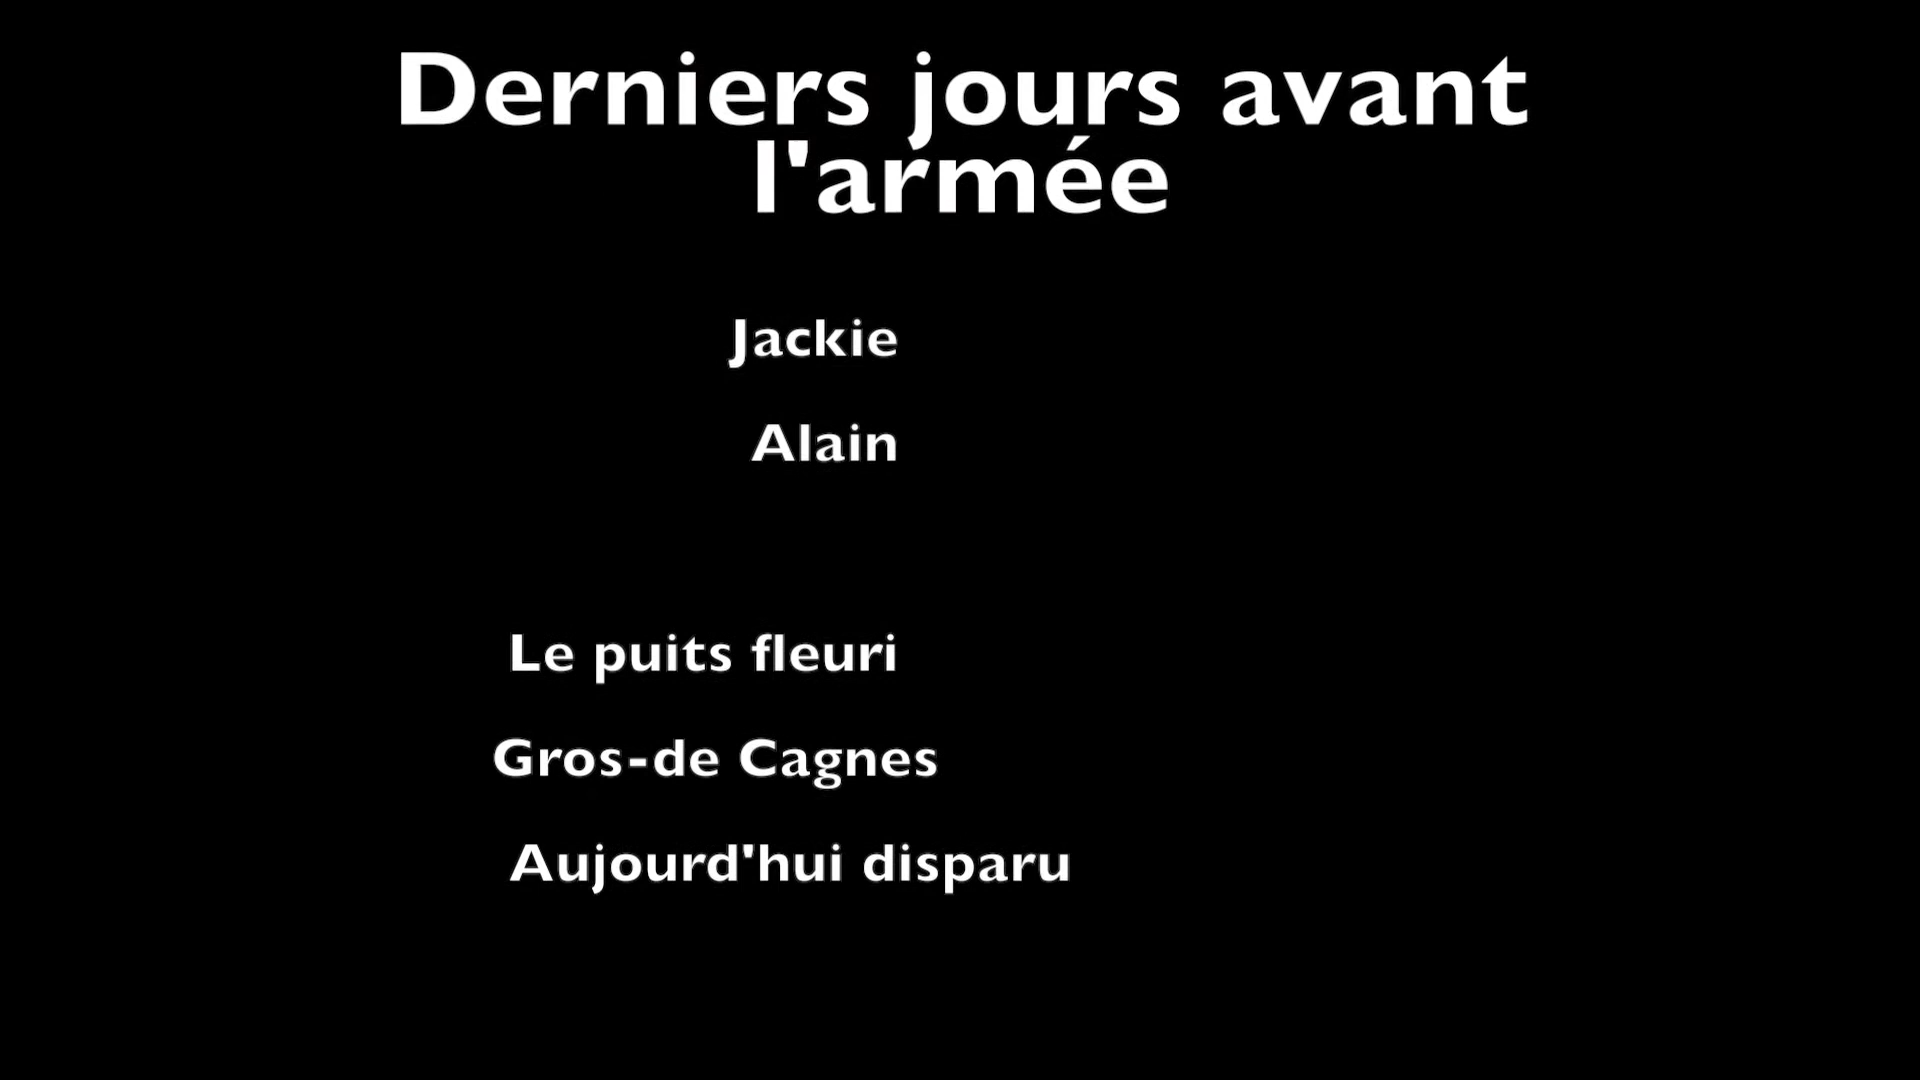 Derniers jours avant
l'armée
Jackie
Alain
Le puits fleuri
Gros-de Cagnes
Aujourd'hui disparu